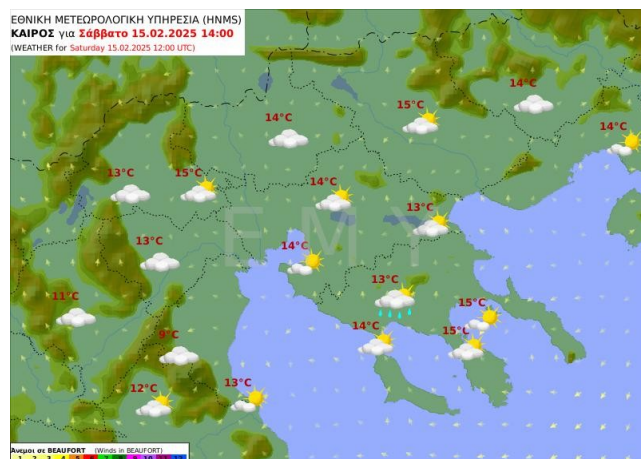 ΕΘΝΙΚΗ ΜΕΤΕΩΡΟΛΟΓΙΚΗ ΥΠΗΡΕΣΙΑ (HNMS)
ΚΑΙΡΟΣ για Σάββατο 15.02.2025 14:00
(WEATHER for Saturday 15.02.2025 12:00 UTC)
14°C
15°C
14°C
14°C
13°C
15°C
14°C
13°C
ΕΜΥ
13°C
14°C
13°C
11°C
15°C
14°C
15°C
9°C
12°C
13°C
Άνεμοι σε BEAUFORT (Winds in BEAUFORT)